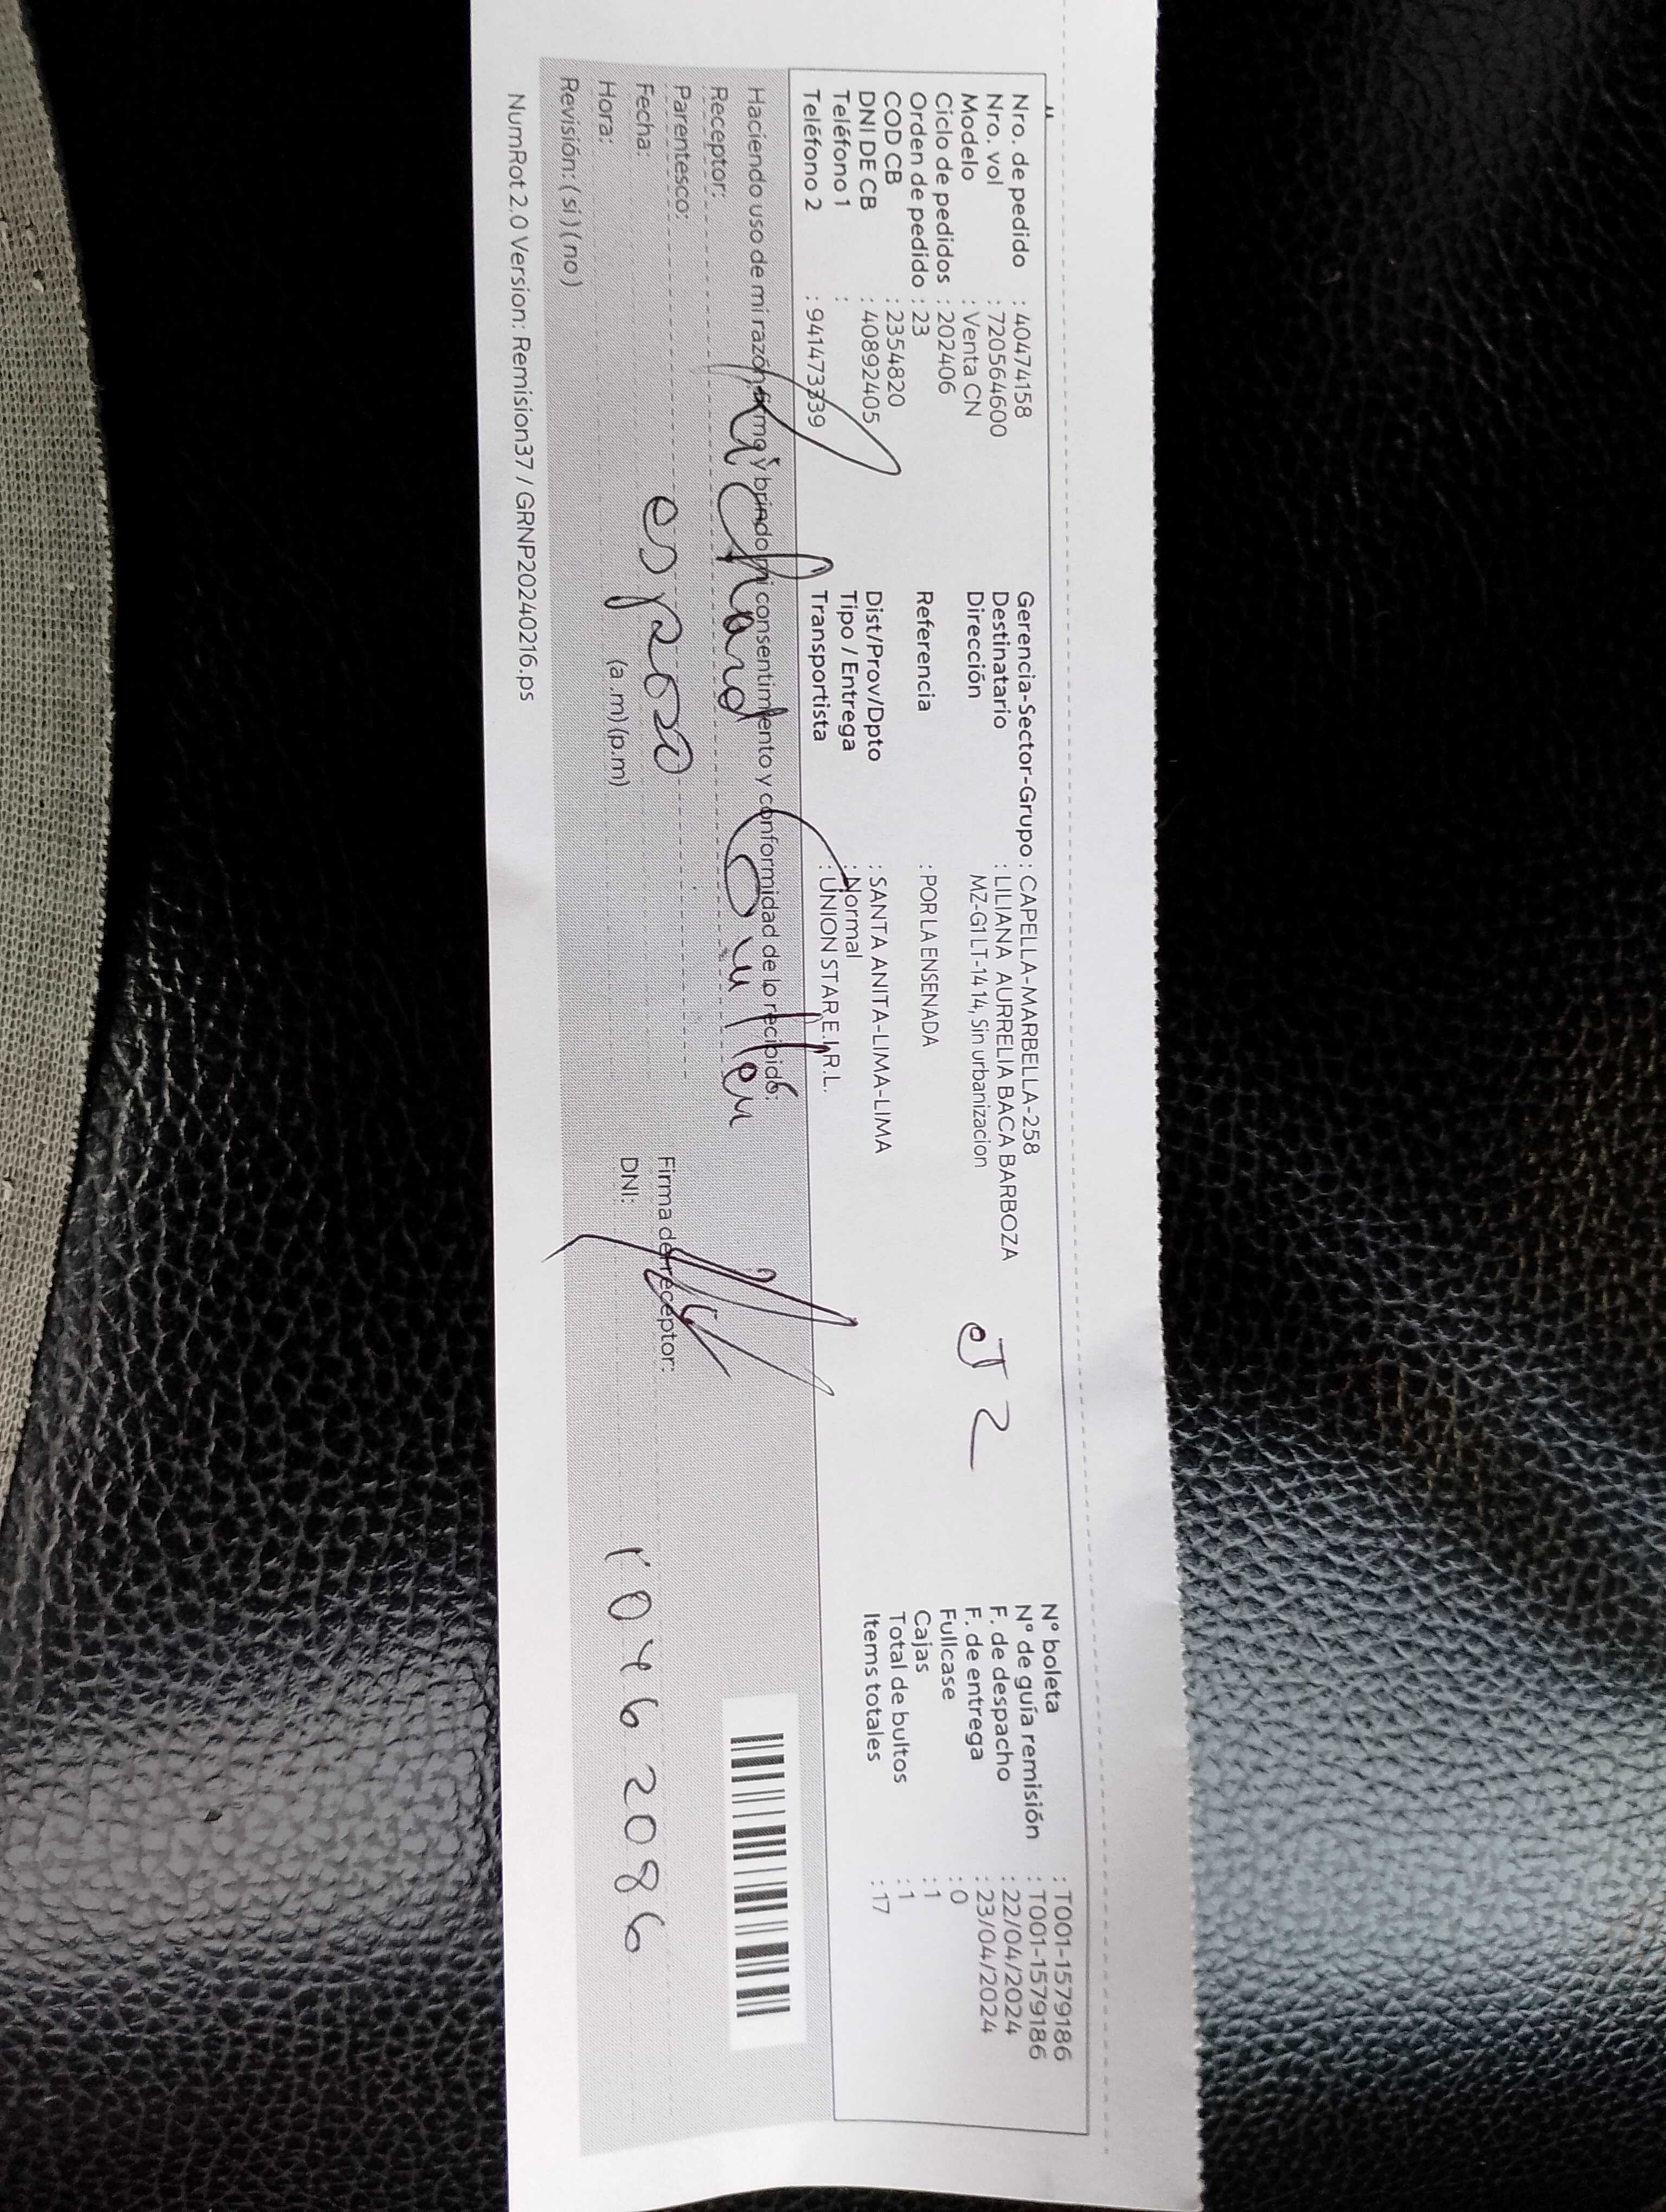 Nro. de pedido : 40474158
Nro. vol : 720564600
Modelo : Venta CN
Ciclo de pedidos : 202406
Orden de pedido : 23
COD CB : 2354820
DNI DE CB : 40892405
Teléfono 1 :
Teléfono 2 : 941473339
Gerencia-Sector-Grupo : CAPELLA-MARBELLA-258
Destinatario : LILIANA AURRELIA BACA BARBOZA
Dirección MZ-G1 LT-14 14, Sin urbanizacion
Referencia : POR LA ENSENADA
Dist/Prov/Dpto : SANTA ANITA-LIMA-LIMA
Tipo / Entrega : Normal
Transportista : UNION STAR E.I.R.L.
N° boleta : T001-1579186
N° de guía remisión : T001-1579186
F. de despacho : 22/04/2024
F. de entrega : 23/04/2024
Fullcase : 0
Cajas : 1
Total de bultos : 1
Items totales : 17
Haciendo uso de mi razón, firmo y brindo mi consentimiento y conformidad de lo recibido:
Receptor:
Parentesco: esposo
Fecha:
Hora: (a.m) (p.m)
Revisión: ( si ) ( no )
Firma del receptor:
DNI: 10462086
NumRot 2.0 Version: Remision37 / GRNP20240216.ps